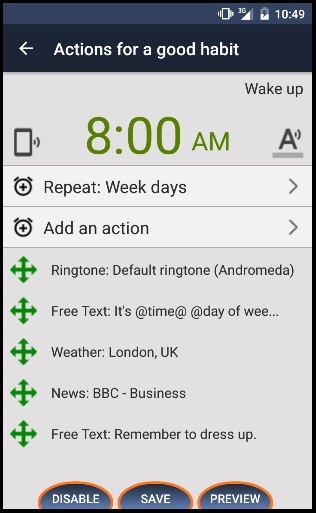 3G 10:49
Actions for a good habit
Wake up
8:00 AM
A
Repeat: Week days
Add an action
Ringtone: Default ringtone (Andromeda)
Free Text: It's @time@ @day of wee...
Weather: London, UK
News: BBC - Business
Free Text: Remember to dress up.
DISABLE SAVE PREVIEW